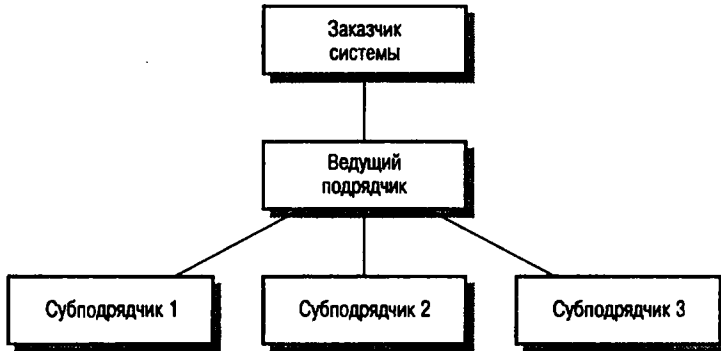 Заказчик
системы
Ведущий
подрядчик
Субподрядчик 1
Субподрядчик 2
Субподрядчик 3